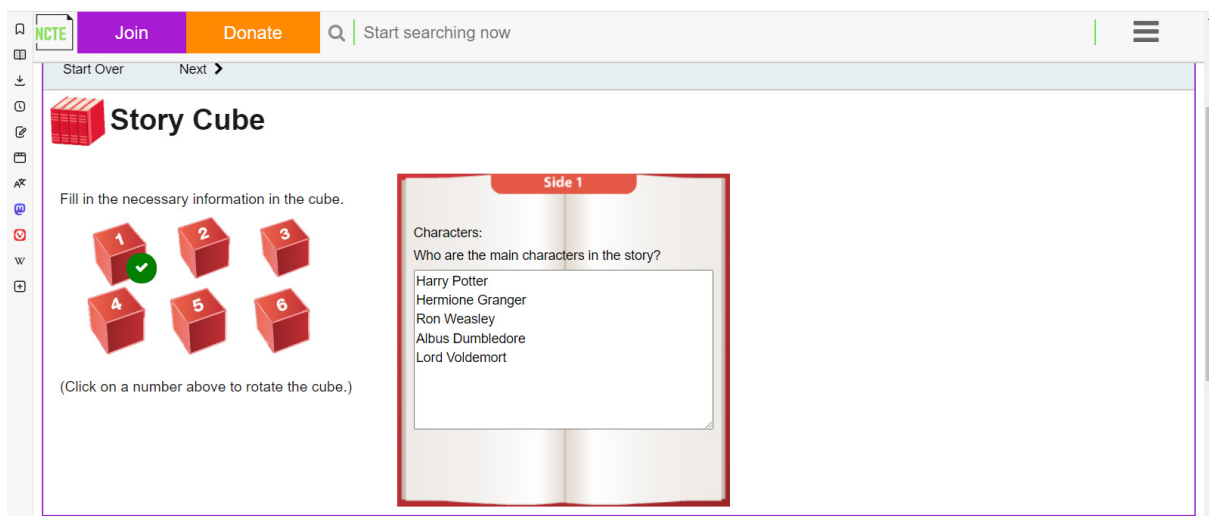 NCTE
Join
Donate
Start searching now
Start Over
Next
Story Cube
Fill in the necessary information in the cube.
1
2
3
4
5
6
(Click on a number above to rotate the cube.)
Side 1
Characters:
Who are the main characters in the story?
Harry Potter
Hermione Granger
Ron Weasley
Albus Dumbledore
Lord Voldemort